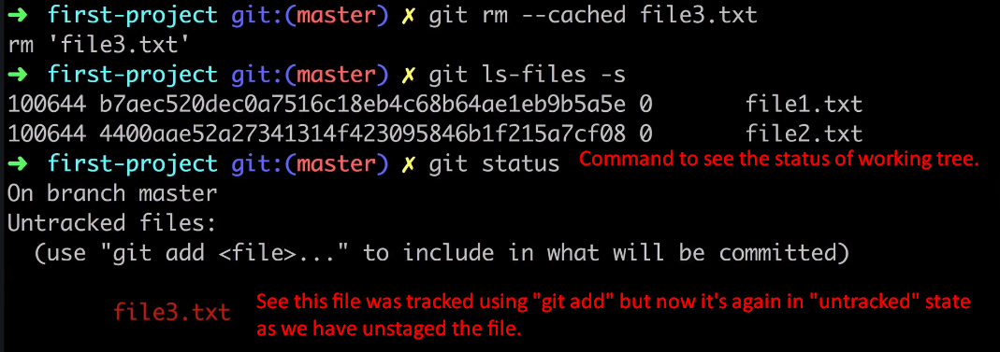 ➜ first-project git:(master) ✗ git rm --cached file3.txt
rm 'file3.txt'
➜ first-project git:(master) ✗ git ls-files -s
100644 b7aec520dec0a7516c18eb4c68b64ae1eb9b5a5e 0 file1.txt
100644 4400aae52a27341314f423095846b1f215a7cf08 0 file2.txt
➜ first-project git:(master) ✗ git status Command to see the status of working tree.
On branch master
Untracked files:
(use "git add <file>..." to include in what will be committed)
file3.txt See this file was tracked using "git add" but now it's again in "untracked" state
as we have unstaged the file.